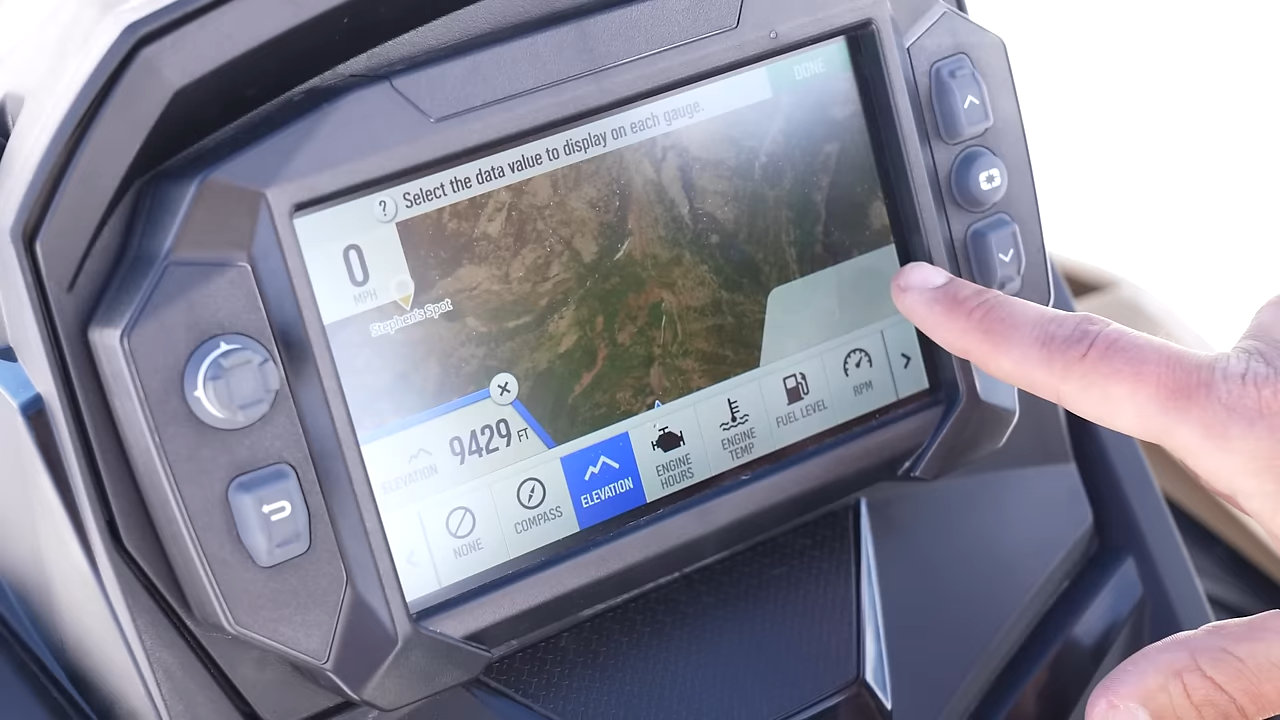 DONE
? Select the data value to display on each gauge.
0
MPH
Stephen's Spot
ELEVATION
9429 FT
NONE
COMPASS
ELEVATION
ENGINE
HOURS
ENGINE
TEMP
FUEL LEVEL
RPM